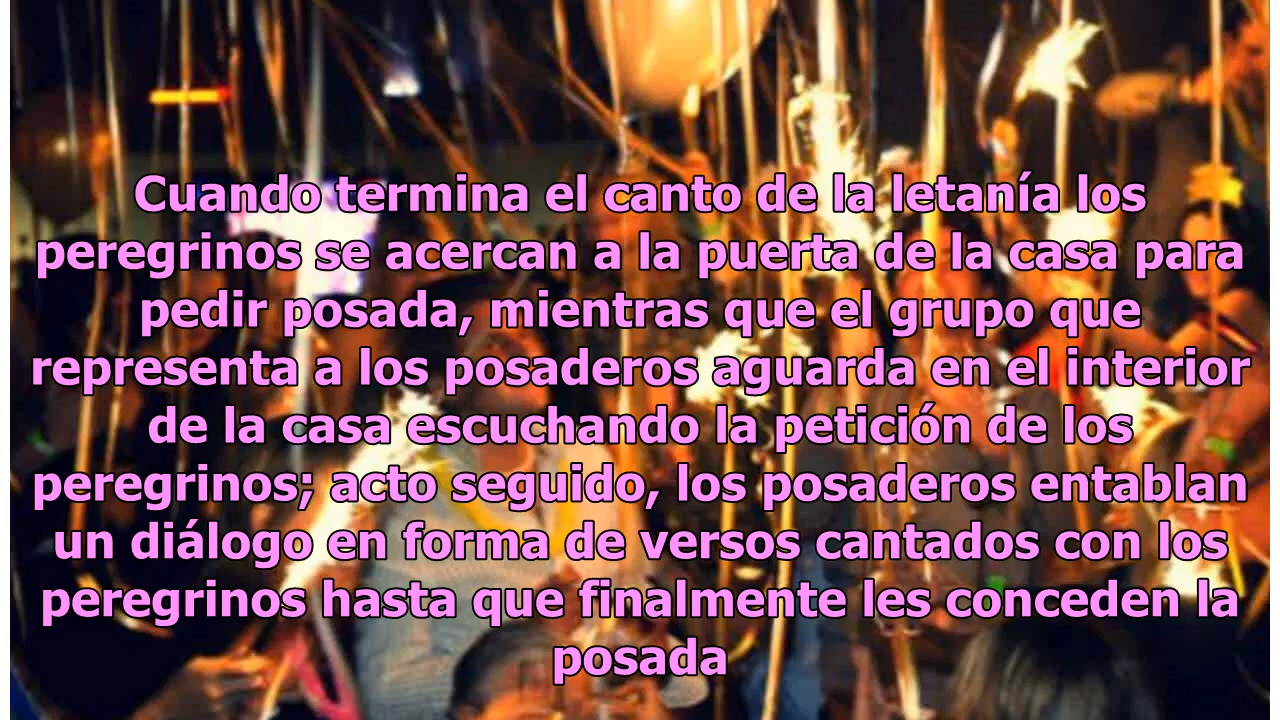 Cuando termina el canto de la letanía los
peregrinos se acercan a la puerta de la casa para
pedir posada, mientras que el grupo que
representa a los posaderos aguarda en el interior
de la casa escuchando la petición de los
peregrinos; acto seguido, los posaderos entablan
un diálogo en forma de versos cantados con los
peregrinos hasta que finalmente les conceden la
posada